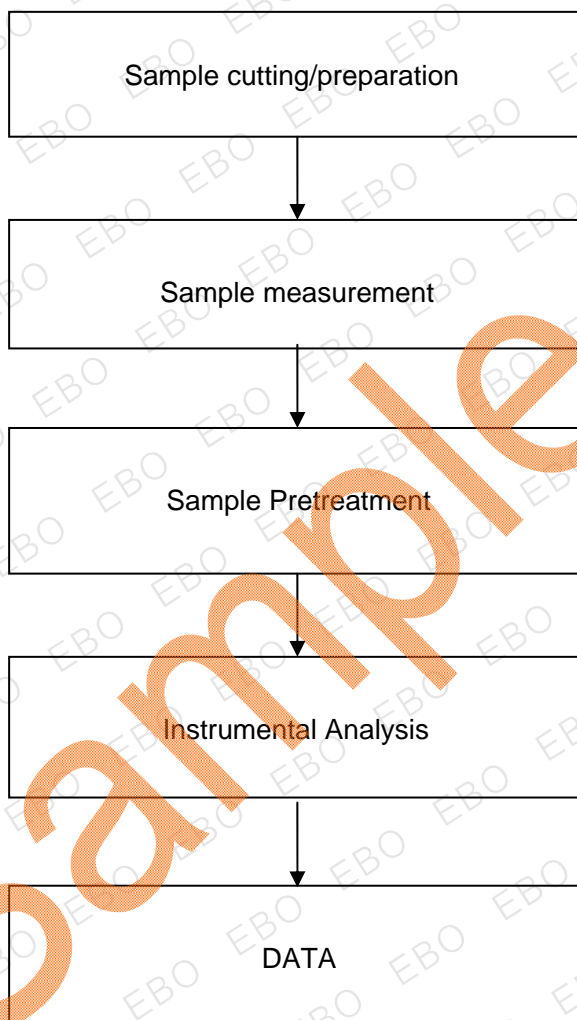 Sample cutting/preparation
Sample measurement
Sample Pretreatment
Instrumental Analysis
DATA
Sample
EBO